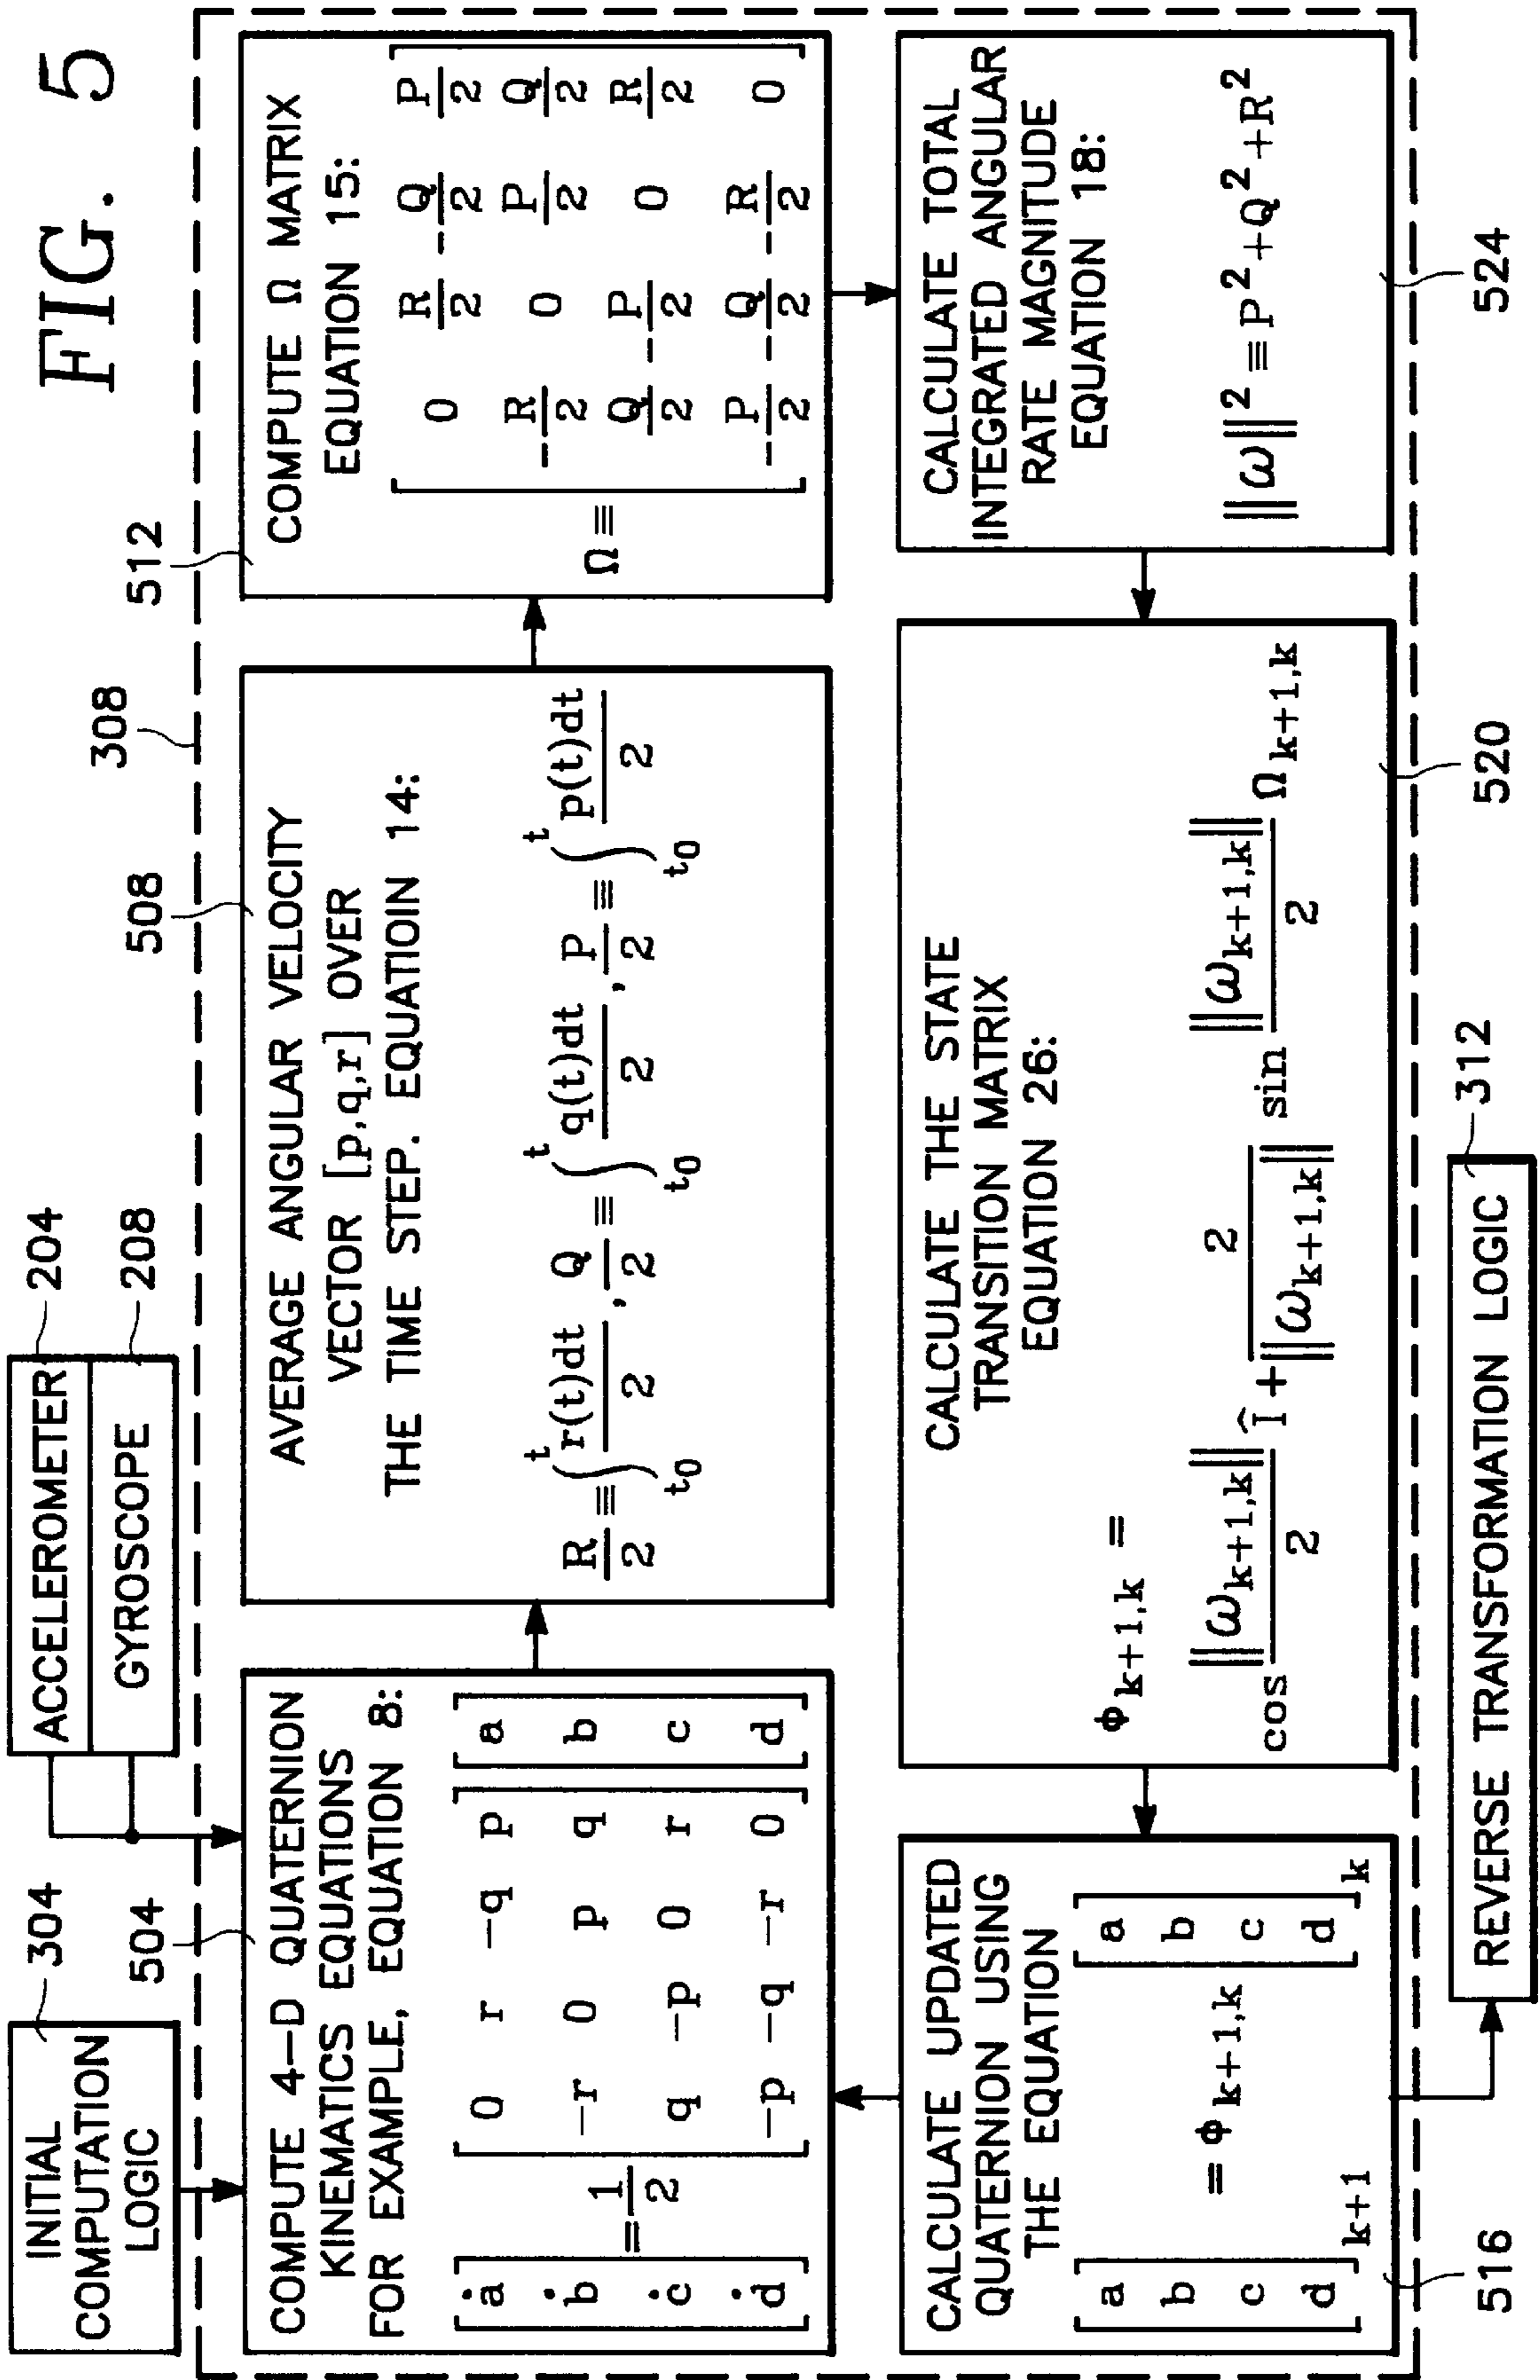 FIG. 5
INITIAL
COMPUTATION
LOGIC
304
ACCELEROMETER
204
GYROSCOPE
208
308
504
COMPUTE 4–D QUATERNION
KINEMATICS EQUATIONS
FOR EXAMPLE, EQUATION 8:
[ȧ ḃ ċ ḋ] = 1/2 [0 r -q p
-r 0 p q
q -p 0 r
-p -q -r 0] [a b c d]
508
AVERAGE ANGULAR VELOCITY
VECTOR [p,q,r] OVER
THE TIME STEP. EQUATIOIN 14:
R/2 ≡ ∫ t0 t r(t)dt/2, Q/2 ≡ ∫ t0 t q(t)dt/2, P/2 ≡ ∫ t0 t p(t)dt/2
512
COMPUTE Ω MATRIX
EQUATION 15:
Ω ≡ [0 R/2 -Q/2 P/2
-R/2 0 P/2 Q/2
Q/2 -P/2 0 R/2
-P/2 -Q/2 -R/2 0]
CALCULATE UPDATED
QUATERNION USING
THE EQUATION
[a b c d] k+1 = Φ k+1,k [a b c d] k
516
CALCULATE THE STATE
TRANSITION MATRIX
EQUATION 26:
Φ k+1,k =
cos ||ω k+1,k||/2 Î + 2/||ω k+1,k|| sin ||ω k+1,k||/2 Ω k+1,k
520
CALCULATE TOTAL
INTEGRATED ANGULAR
RATE MAGNITUDE
EQUATION 18:
||ω||² ≡ P²+Q²+R²
524
REVERSE TRANSFORMATION LOGIC
312